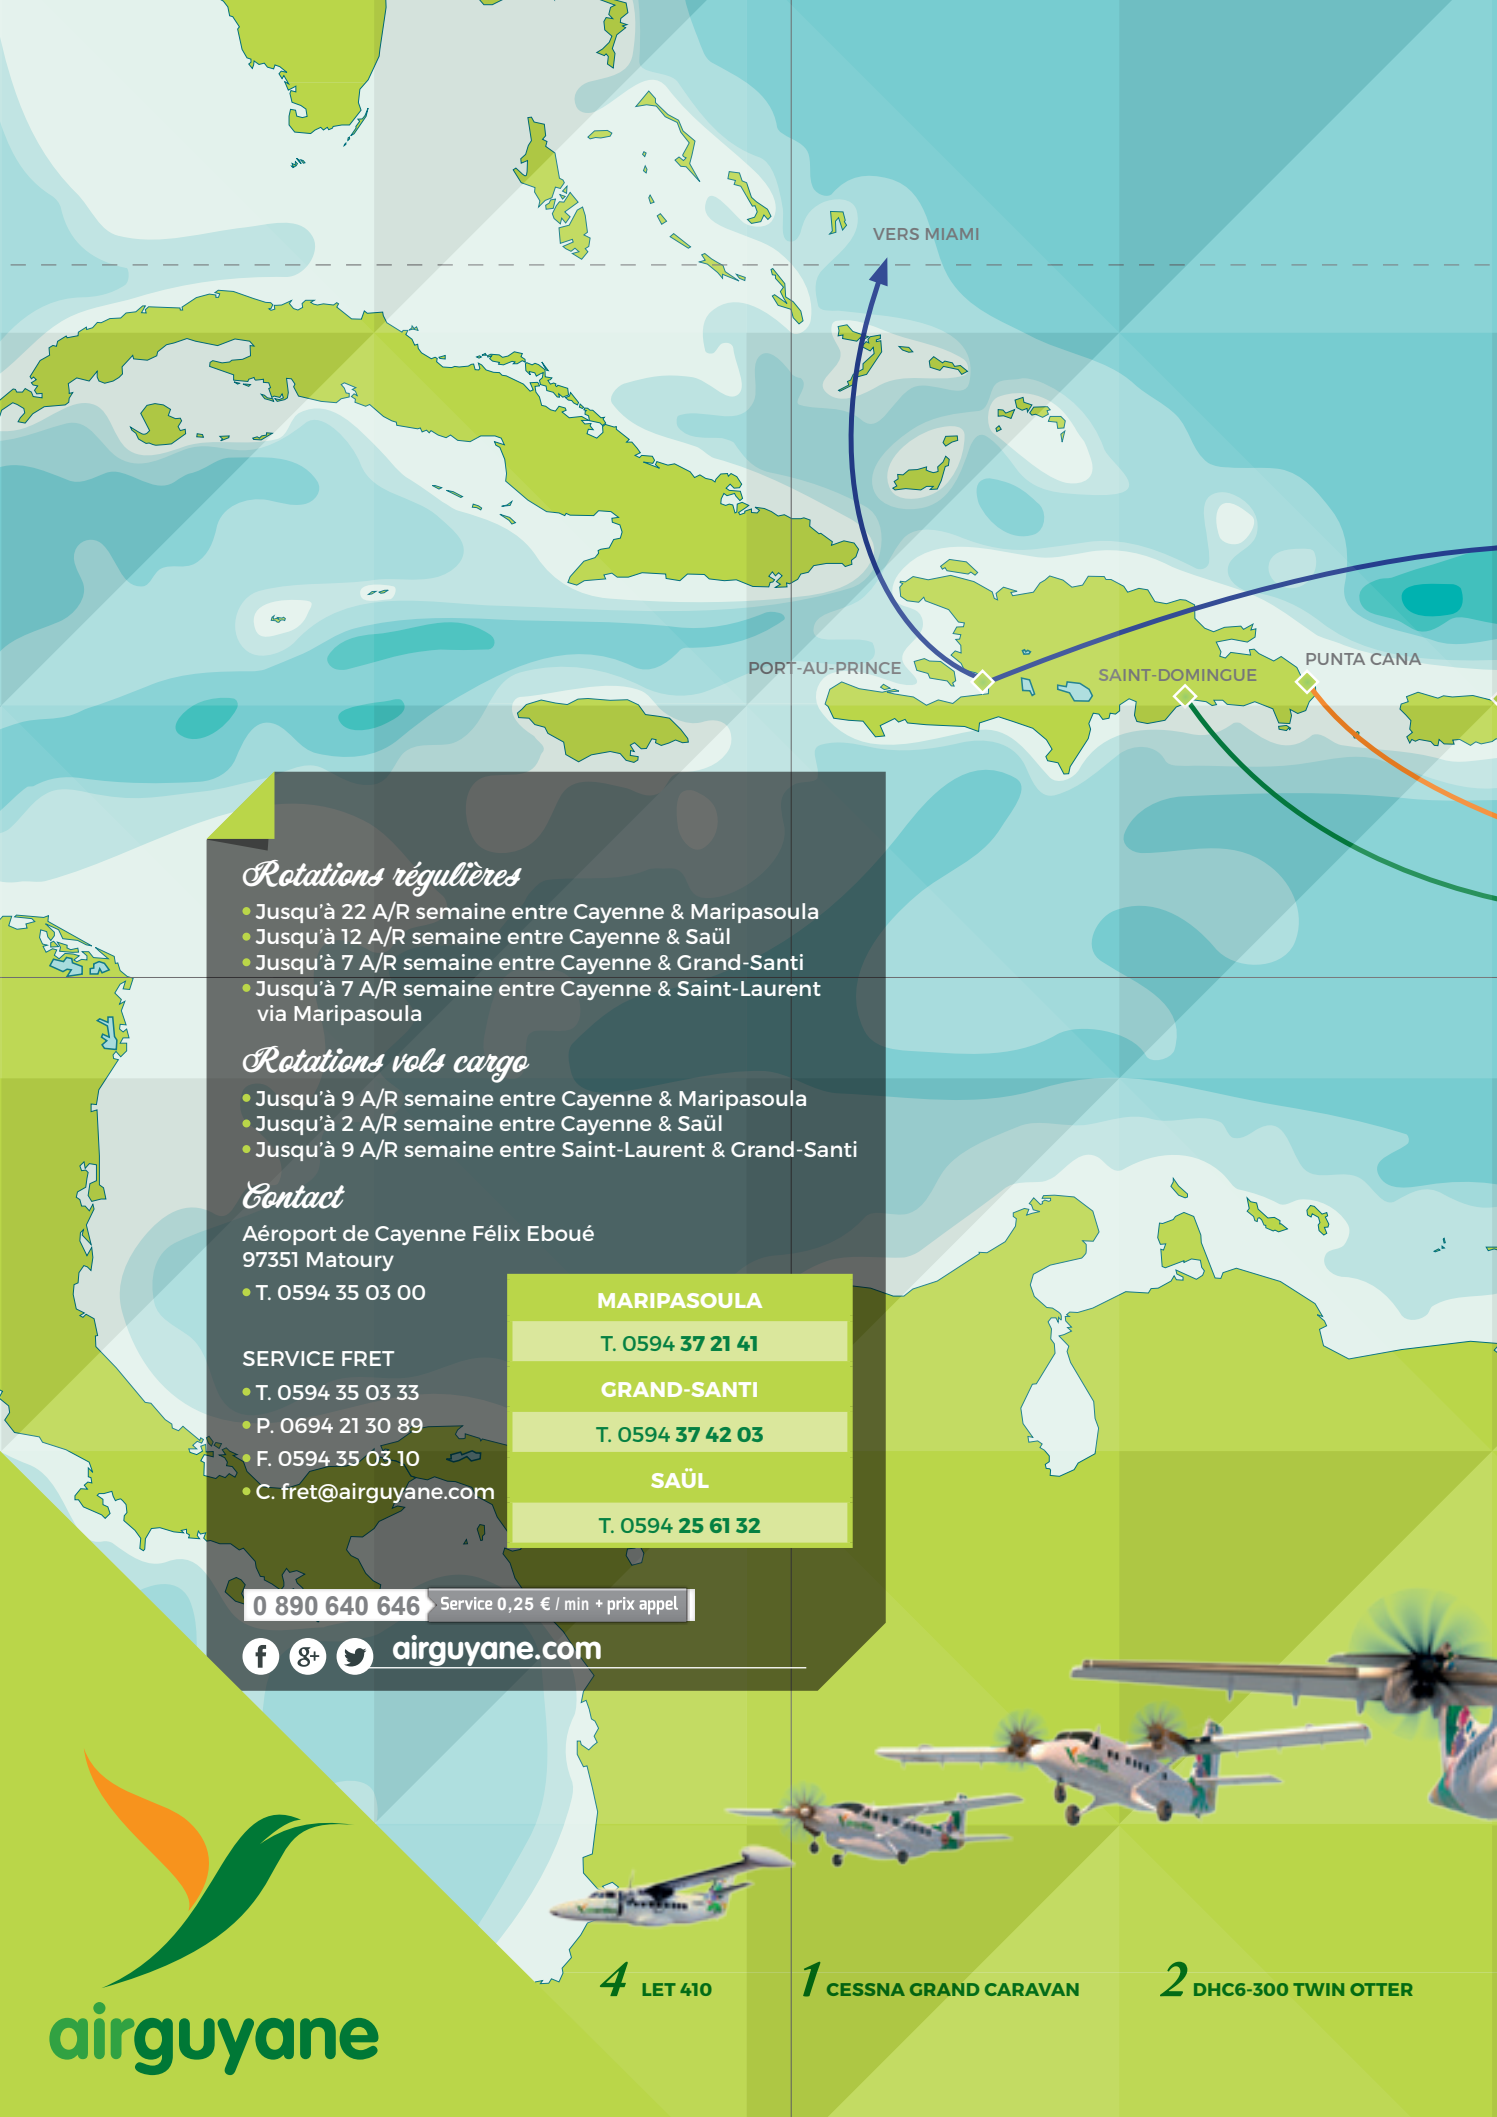 VERS MIAMI
PORT-AU-PRINCE
SAINT-DOMINGUE
PUNTA CANA
Rotations régulières
• Jusqu'à 22 A/R semaine entre Cayenne & Maripasoula
• Jusqu'à 12 A/R semaine entre Cayenne & Saül
• Jusqu'à 7 A/R semaine entre Cayenne & Grand-Santi
• Jusqu'à 7 A/R semaine entre Cayenne & Saint-Laurent
via Maripasoula
Rotations vols cargo
• Jusqu'à 9 A/R semaine entre Cayenne & Maripasoula
• Jusqu'à 2 A/R semaine entre Cayenne & Saül
• Jusqu'à 9 A/R semaine entre Saint-Laurent & Grand-Santi
Contact
Aéroport de Cayenne Félix Eboué
97351 Matoury
• T. 0594 35 03 00
SERVICE FRET
• T. 0594 35 03 33
• P. 0694 21 30 89
• F. 0594 35 03 10
• C. fret@airguyane.com
MARIPASOULA
T. 0594 37 21 41
GRAND-SANTI
T. 0594 37 42 03
SAÜL
T. 0594 25 61 32
0 890 640 646 Service 0,25 € / min + prix appel
f g+ airguyane.com
4 LET 410
1 CESSNA GRAND CARAVAN
2 DHC6-300 TWIN OTTER
airguyane